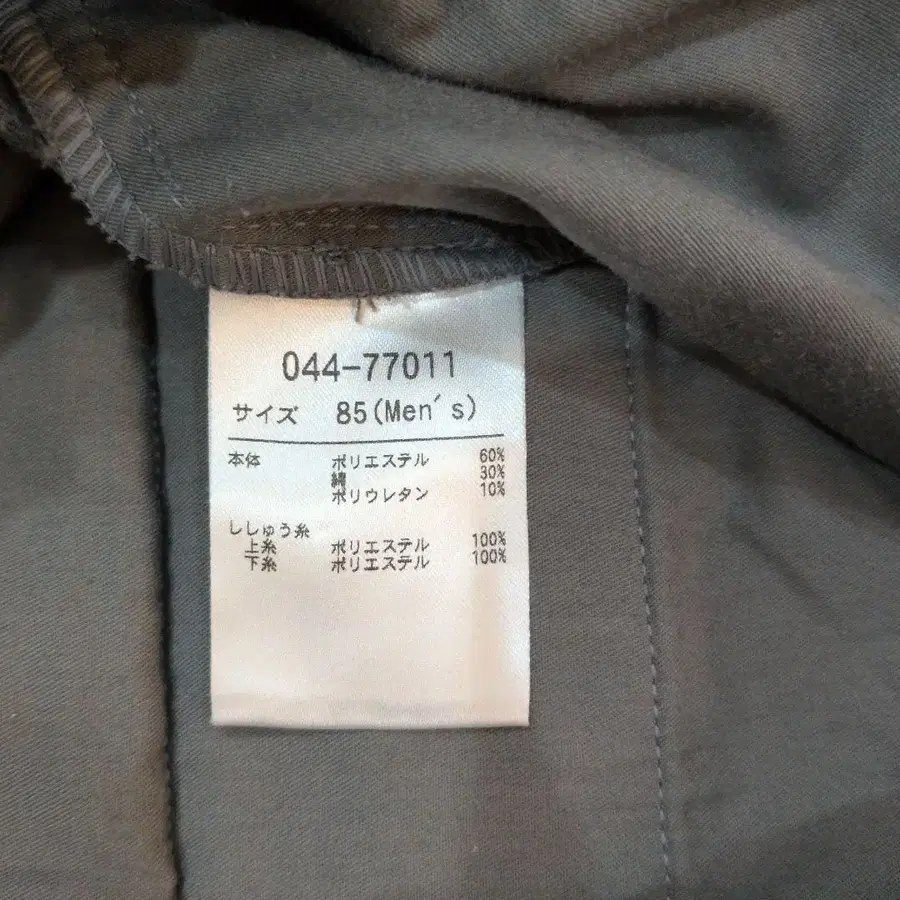 044-77011
サイズ 85(Men's)
本体 ポリエステル 60%
綿 30%
ポリウレタン 10%
ししゅう糸
上糸 ポリエステル 100%
下糸 ポリエステル 100%